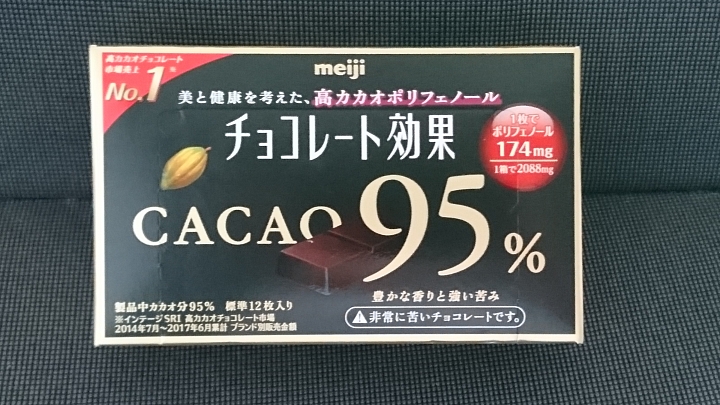 高カカオチョコレート
市場売上
No.1※
meiji
美と健康を考えた、高カカオポリフェノール
チョコレート効果
1枚で
ポリフェノール
174mg
1箱で2088mg
CACAO 95%
豊かな香りと強い苦み
製品中カカオ分95% 標準12枚入り
※インテージSRI 高カカオチョコレート市場
2014年7月～2017年6月累計 ブランド別販売金額
非常に苦いチョコレートです。